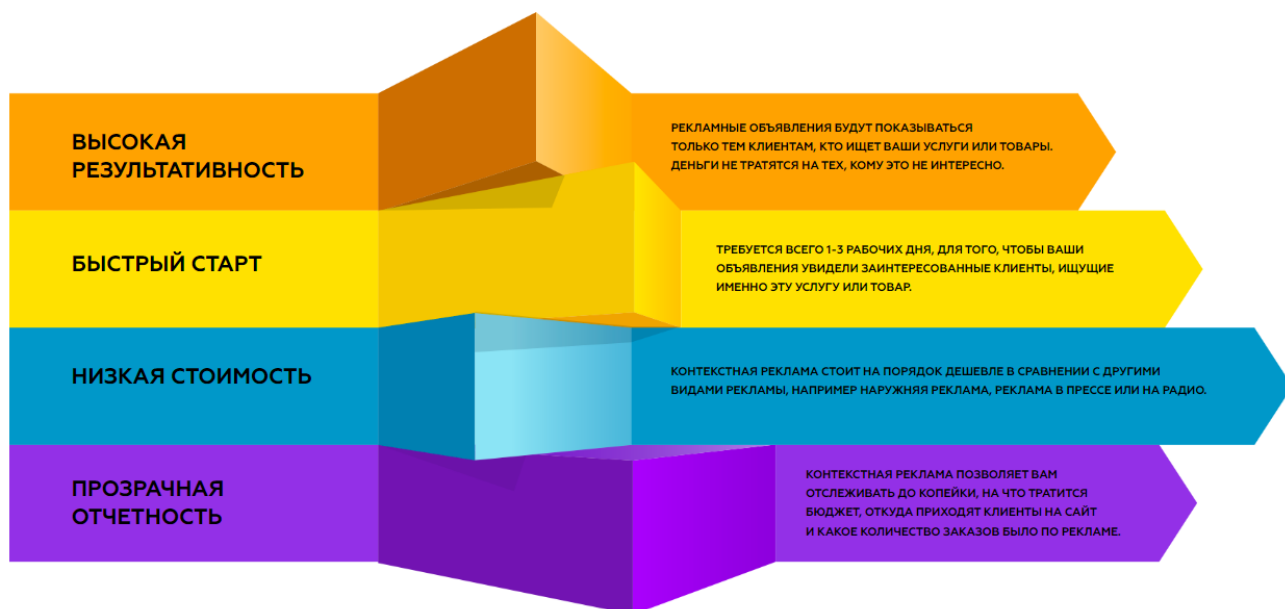 ВЫСОКАЯ
РЕЗУЛЬТАТИВНОСТЬ
РЕКЛАМНЫЕ ОБЪЯВЛЕНИЯ БУДУТ ПОКАЗЫВАТЬСЯ
ТОЛЬКО ТЕМ КЛИЕНТАМ, КТО ИЩЕТ ВАШИ УСЛУГИ ИЛИ ТОВАРЫ.
ДЕНЬГИ НЕ ТРАТЯТСЯ НА ТЕХ, КОМУ ЭТО НЕ ИНТЕРЕСНО.
БЫСТРЫЙ СТАРТ
ТРЕБУЕТСЯ ВСЕГО 1-3 РАБОЧИХ ДНЯ, ДЛЯ ТОГО, ЧТОБЫ ВАШИ
ОБЪЯВЛЕНИЯ УВИДЕЛИ ЗАИНТЕРЕСОВАННЫЕ КЛИЕНТЫ, ИЩУЩИЕ
ИМЕННО ЭТУ УСЛУГУ ИЛИ ТОВАР.
НИЗКАЯ СТОИМОСТЬ
КОНТЕКСТНАЯ РЕКЛАМА СТОИТ НА ПОРЯДОК ДЕШЕВЛЕ В СРАВНЕНИИ С ДРУГИМИ
ВИДАМИ РЕКЛАМЫ, НАПРИМЕР НАРУЖНЯЯ РЕКЛАМА, РЕКЛАМА В ПРЕССЕ ИЛИ НА РАДИО.
ПРОЗРАЧНАЯ
ОТЧЕТНОСТЬ
КОНТЕКСТНАЯ РЕКЛАМА ПОЗВОЛЯЕТ ВАМ
ОТСЛЕЖИВАТЬ ДО КОПЕЙКИ, НА ЧТО ТРАТИТСЯ
БЮДЖЕТ, ОТКУДА ПРИХОДЯТ КЛИЕНТЫ НА САЙТ
И КАКОЕ КОЛИЧЕСТВО ЗАКАЗОВ БЫЛО ПО РЕКЛАМЕ.